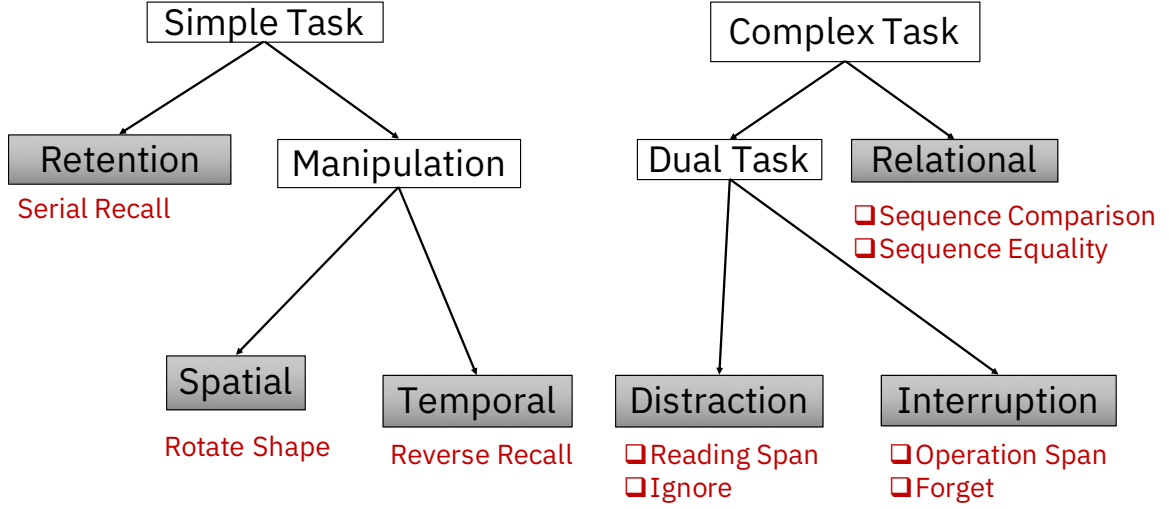 Simple Task
Complex Task
Retention
Manipulation
Dual Task
Relational
Serial Recall
❑Sequence Comparison
❑Sequence Equality
Spatial
Temporal
Distraction
Interruption
Rotate Shape
Reverse Recall
❑Reading Span
❑Ignore
❑Operation Span
❑Forget